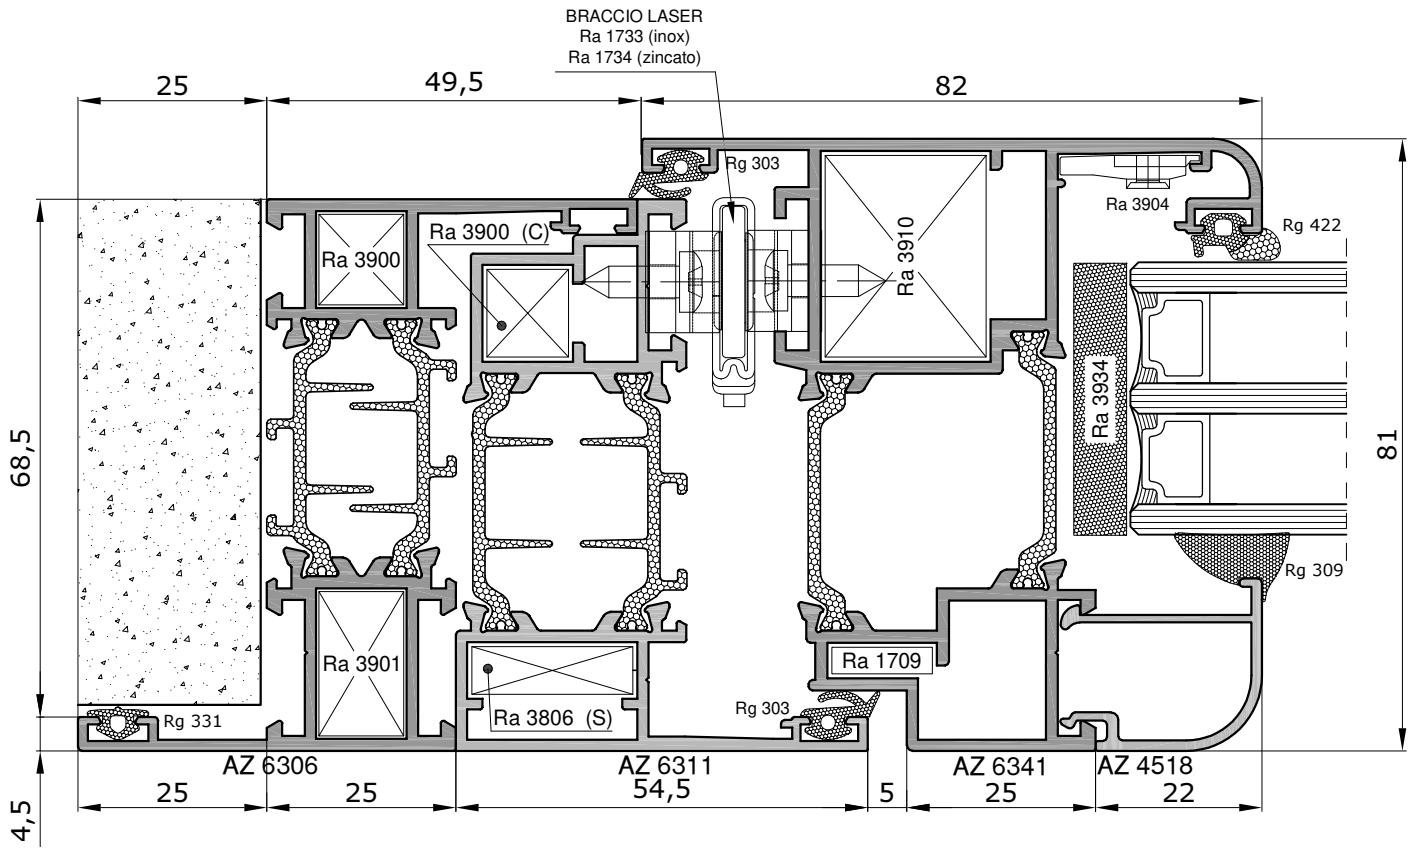 BRACCIO LASER
Ra 1733 (inox)
Ra 1734 (zincato)
25
49,5
82
Rg 303
Ra 3904
Rg 422
Ra 3900 (C)
Ra 3900
Ra 3910
Ra 3934
68,5
81
Rg 309
Ra 3901
Ra 1709
Rg 331
Ra 3806 (S)
Rg 303
AZ 6306
AZ 6311
AZ 6341
AZ 4518
25
25
54,5
5
25
22
4,5